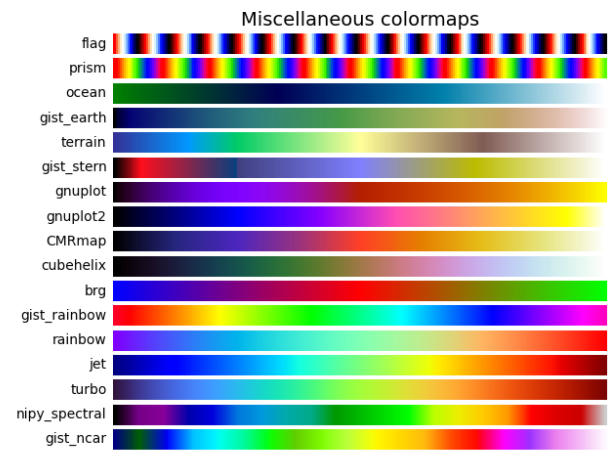 Miscellaneous colormaps
flag
prism
ocean
gist_earth
terrain
gist_stern
gnuplot
gnuplot2
CMRmap
cubehelix
brg
gist_rainbow
rainbow
jet
turbo
nipy_spectral
gist_ncar